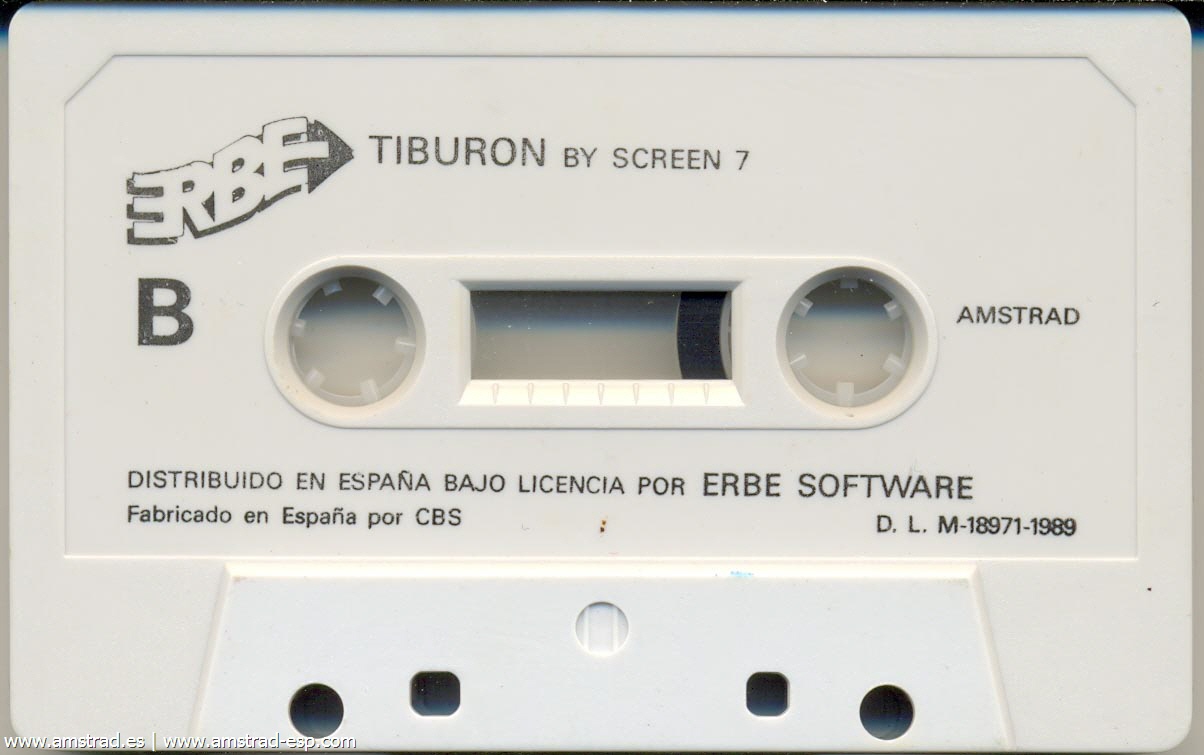 ERBE TIBURON BY SCREEN 7
B
AMSTRAD
DISTRIBUIDO EN ESPAÑA BAJO LICENCIA POR ERBE SOFTWARE
Fabricado en España por CBS
D. L. M-18971-1989
www.amstrad.es | www.amstrad-esp.com